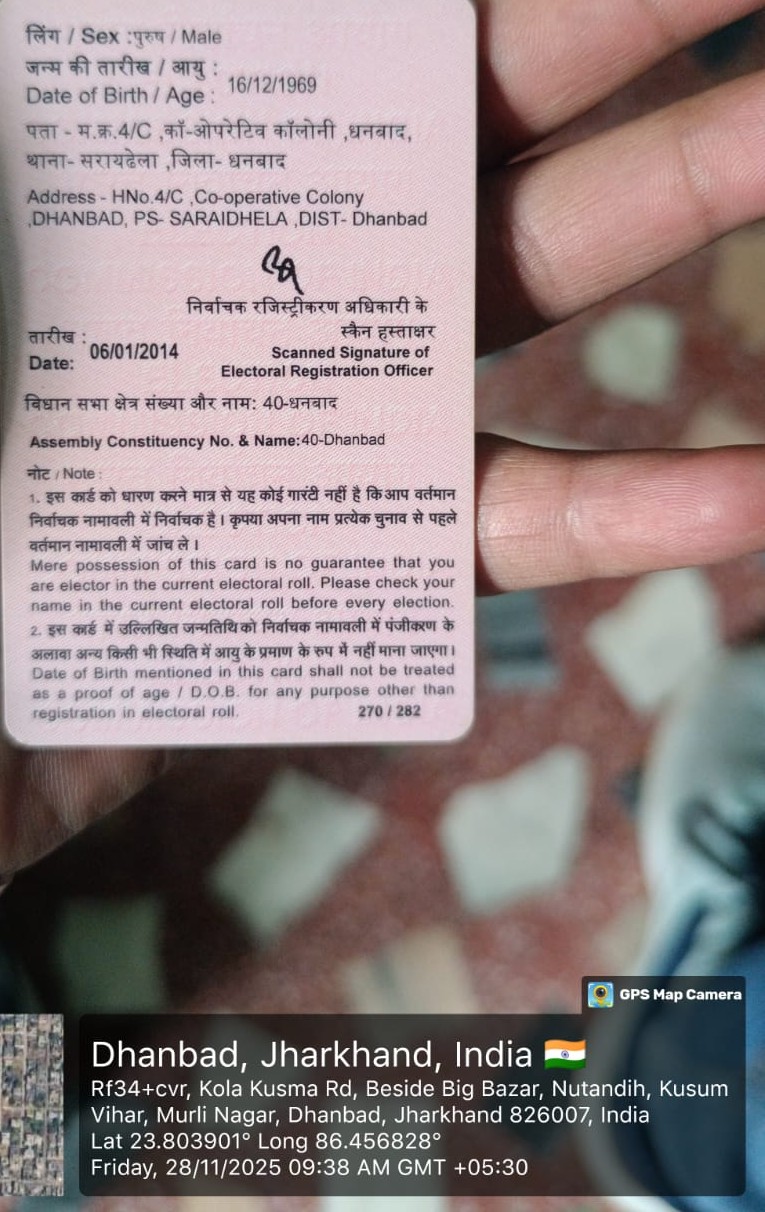 लिंग / Sex :पुरुष / Male
जन्म की तारीख / आयु :
Date of Birth / Age : 16/12/1969
पता - म.क्र.4/C ,कॉ-ओपरेटिव कॉलोनी ,धनबाद,
थाना- सरायढेला ,जिला- धनबाद
Address - HNo.4/C ,Co-operative Colony
,DHANBAD, PS- SARAIDHELA ,DIST- Dhanbad
निर्वाचक रजिस्ट्रीकरण अधिकारी के
स्कैन हस्ताक्षर
तारीख :
Date: 06/01/2014
Scanned Signature of
Electoral Registration Officer
विधान सभा क्षेत्र संख्या और नाम: 40-धनबाद
Assembly Constituency No. & Name:40-Dhanbad
नोट / Note :
1. इस कार्ड को धारण करने मात्र से यह कोई गारंटी नहीं है कि आप वर्तमान
निर्वाचक नामावली में निर्वाचक है। कृपया अपना नाम प्रत्येक चुनाव से पहले
वर्तमान नामावली में जांच ले।
Mere possession of this card is no guarantee that you
are elector in the current electoral roll. Please check your
name in the current electoral roll before every election.
2. इस कार्ड में उल्लिखित जन्मतिथि को निर्वाचक नामावली में पंजीकरण के
अलावा अन्य किसी भी स्थिति में आयु के प्रमाण के रुप में नहीं माना जाएगा।
Date of Birth mentioned in this card shall not be treated
as a proof of age / D.O.B. for any purpose other than
registration in electoral roll. 270 / 282
GPS Map Camera
Dhanbad, Jharkhand, India
Rf34+cvr, Kola Kusma Rd, Beside Big Bazar, Nutandih, Kusum
Vihar, Murli Nagar, Dhanbad, Jharkhand 826007, India
Lat 23.803901° Long 86.456828°
Friday, 28/11/2025 09:38 AM GMT +05:30